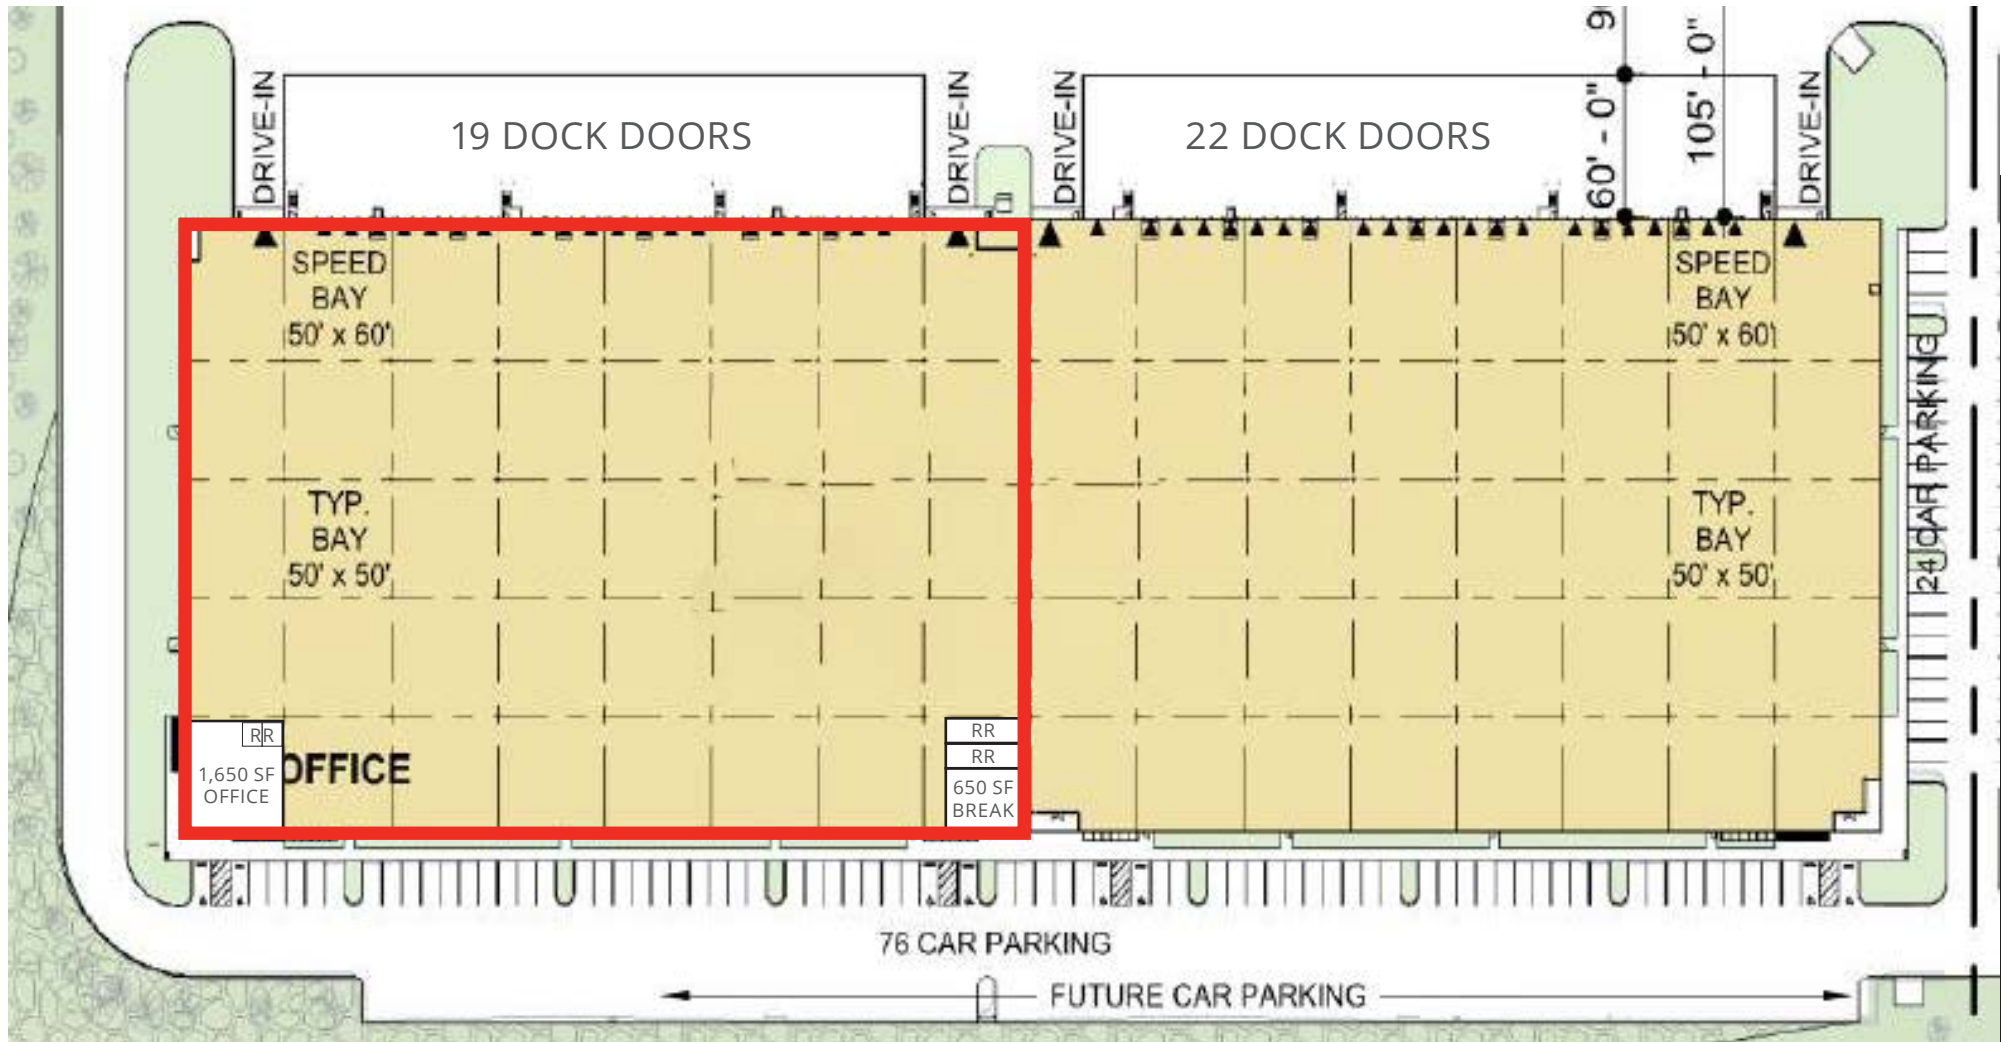 DRIVE-IN
19 DOCK DOORS
DRIVE-IN
DRIVE-IN
22 DOCK DOORS
60' - 0"
105' - 0"
DRIVE-IN
SPEED
BAY
50' x 60'
SPEED
BAY
50' x 60'
TYP.
BAY
50' x 50'
TYP.
BAY
50' x 50'
24 CAR PARKING
RR
1,650 SF
OFFICE
OFFICE
RR
RR
650 SF
BREAK
76 CAR PARKING
FUTURE CAR PARKING